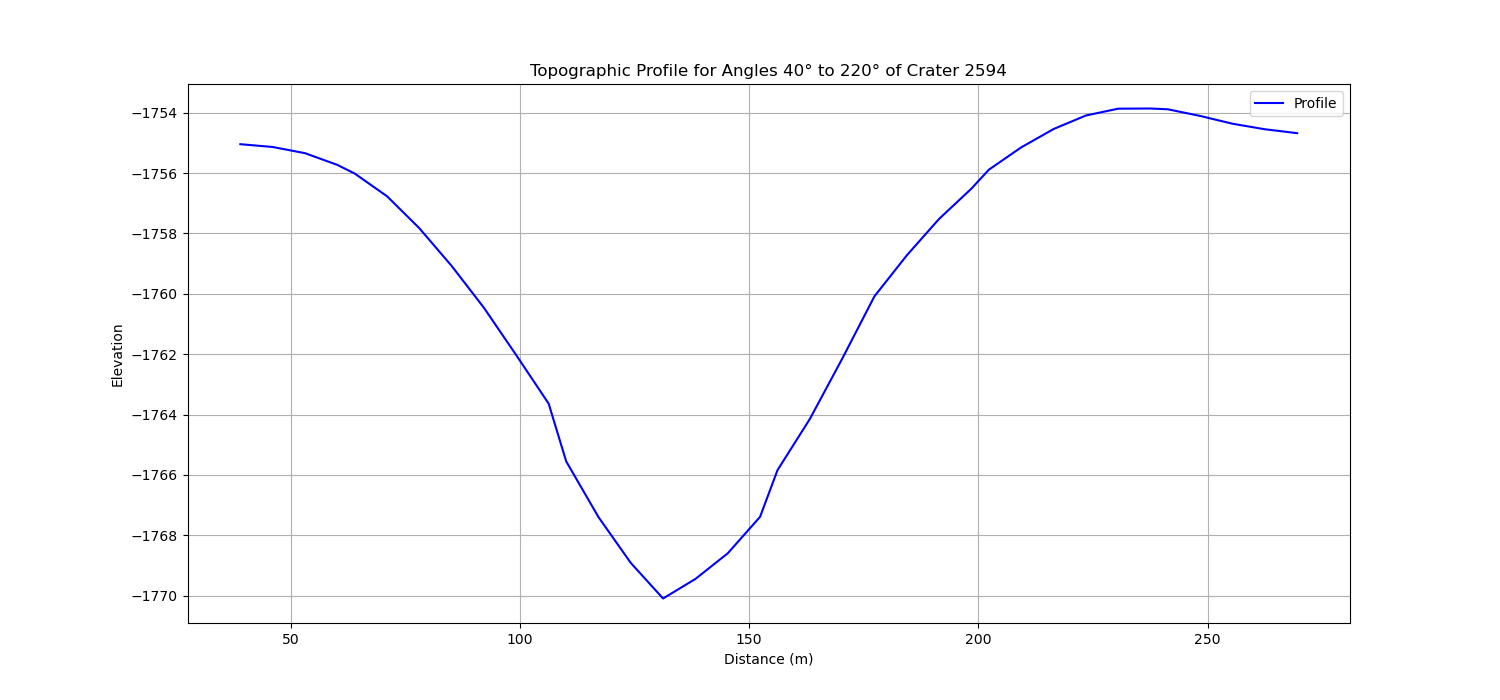 Topographic Profile for Angles 40° to 220° of Crater 2594
Profile
−1754
−1756
−1758
−1760
−1762
−1764
−1766
−1768
−1770
Elevation
50 100 150 200 250
Distance (m)